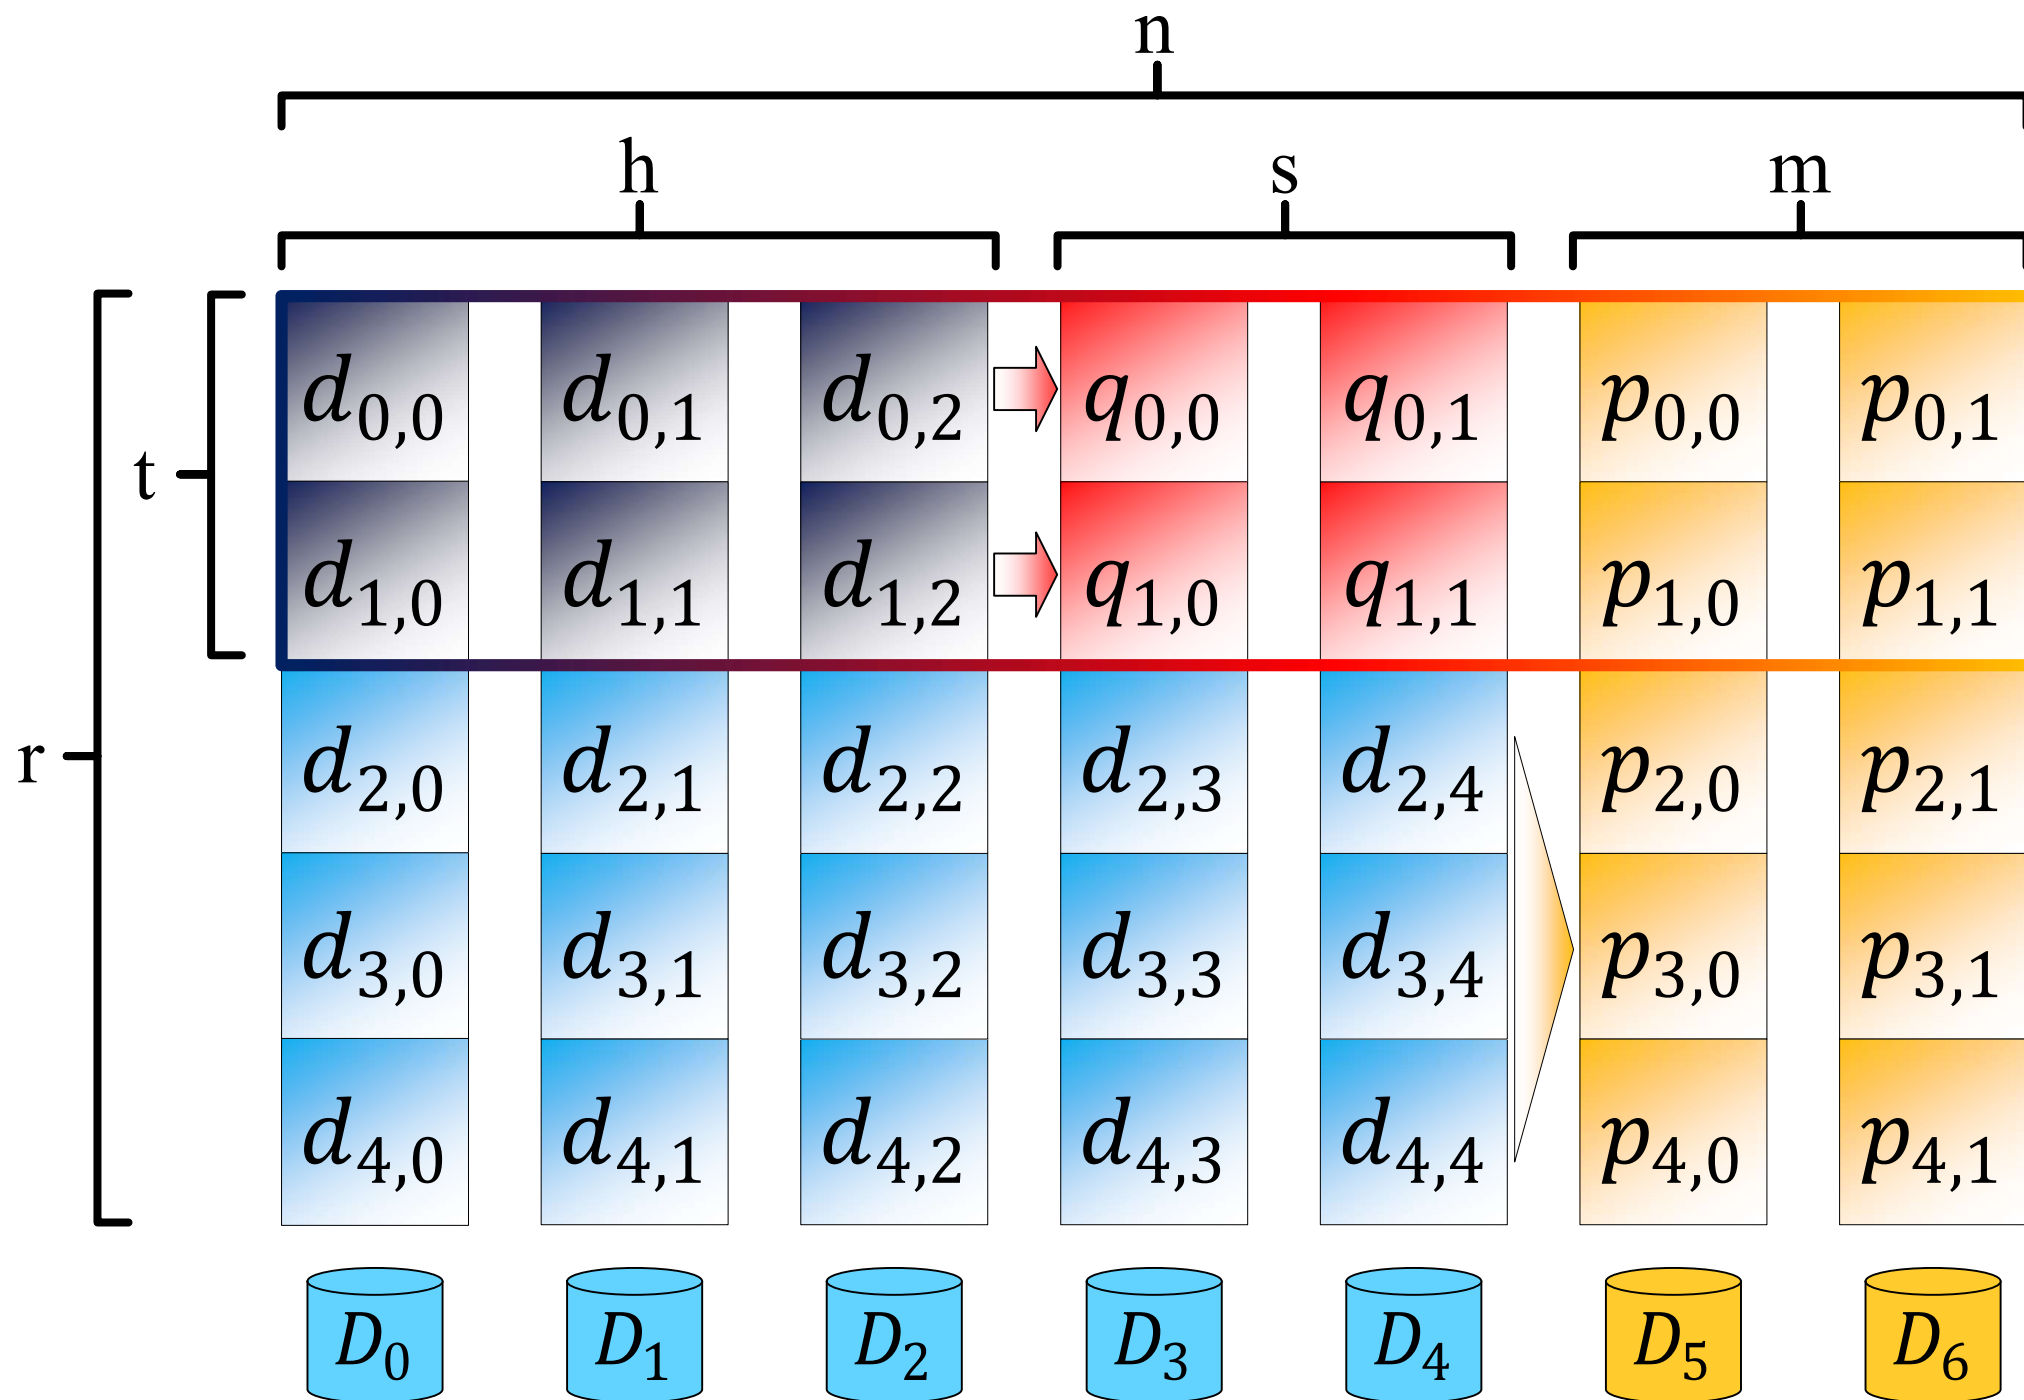 n
h s m
d0,0 d0,1 d0,2 q0,0 q0,1 p0,0 p0,1
t
d1,0 d1,1 d1,2 q1,0 q1,1 p1,0 p1,1
r
d2,0 d2,1 d2,2 d2,3 d2,4 p2,0 p2,1
d3,0 d3,1 d3,2 d3,3 d3,4 p3,0 p3,1
d4,0 d4,1 d4,2 d4,3 d4,4 p4,0 p4,1
D0 D1 D2 D3 D4 D5 D6